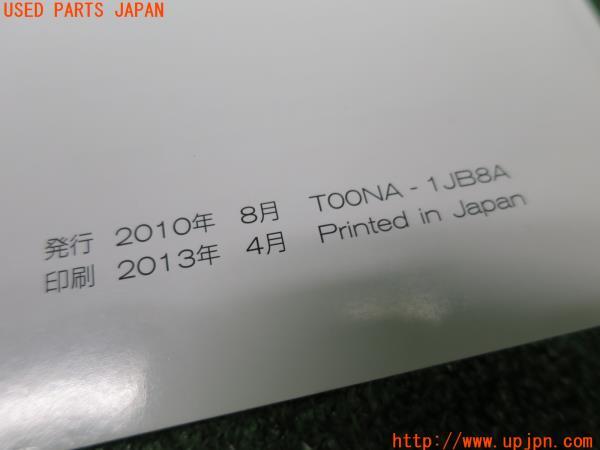 USED PARTS JAPAN
発行 2010年 8月 T00NA - 1JB8A
印刷 2013年 4月 Printed in Japan
http://www.upjpn.com/